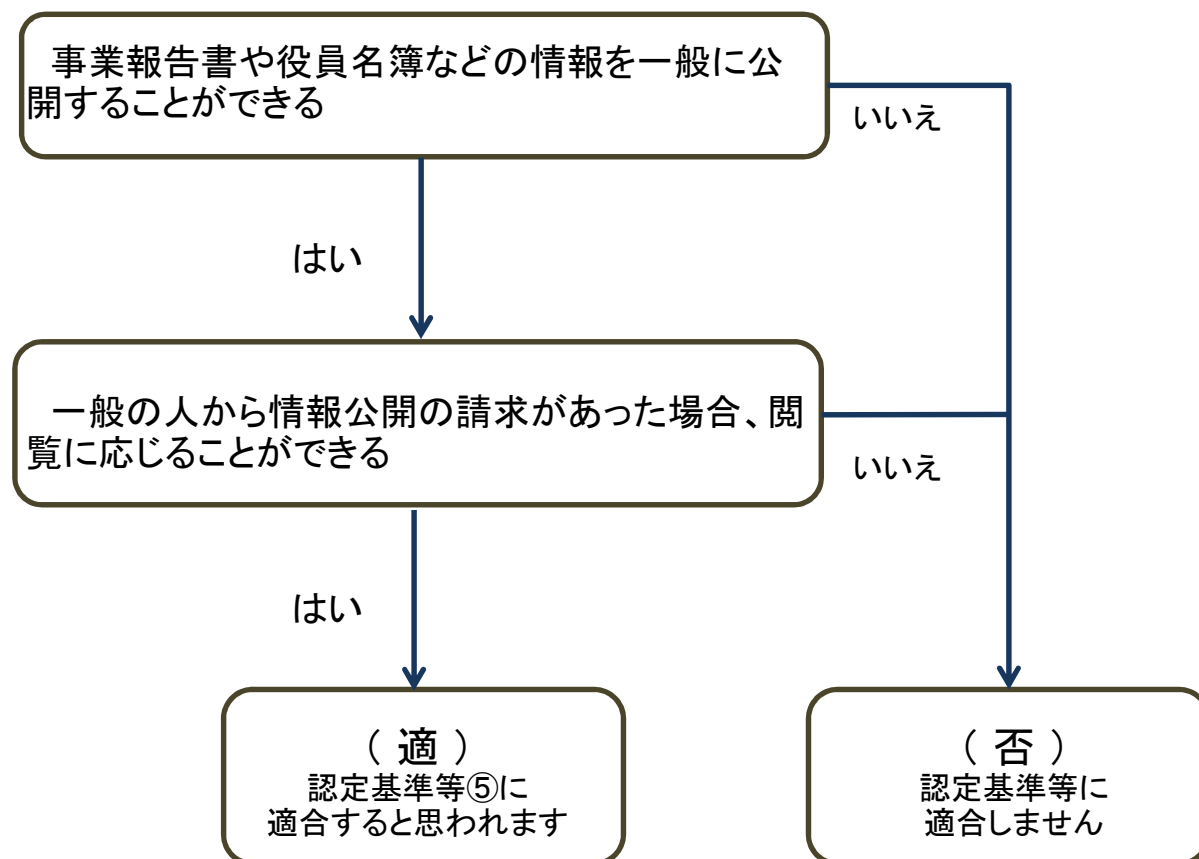 事業報告書や役員名簿などの情報を一般に公
開することができる
いいえ
はい
一般の人から情報公開の請求があった場合、閲
覧に応じることができる
いいえ
はい
（ 適 ）
認定基準等⑤に
適合すると思われます
（ 否 ）
認定基準等に
適合しません